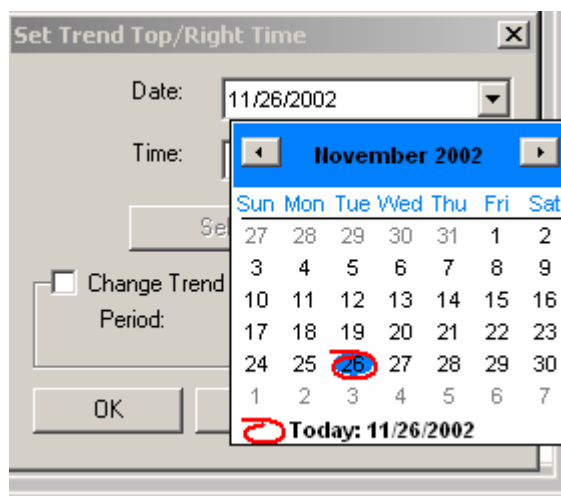 Set Trend Top/Right Time
Date: 11/26/2002
Time:
November 2002
Sun Mon Tue Wed Thu Fri Sat
27 28 29 30 31 1 2
3 4 5 6 7 8 9
10 11 12 13 14 15 16
17 18 19 20 21 22 23
24 25 26 27 28 29 30
1 2 3 4 5 6 7
Today: 11/26/2002
Change Trend
Period:
OK